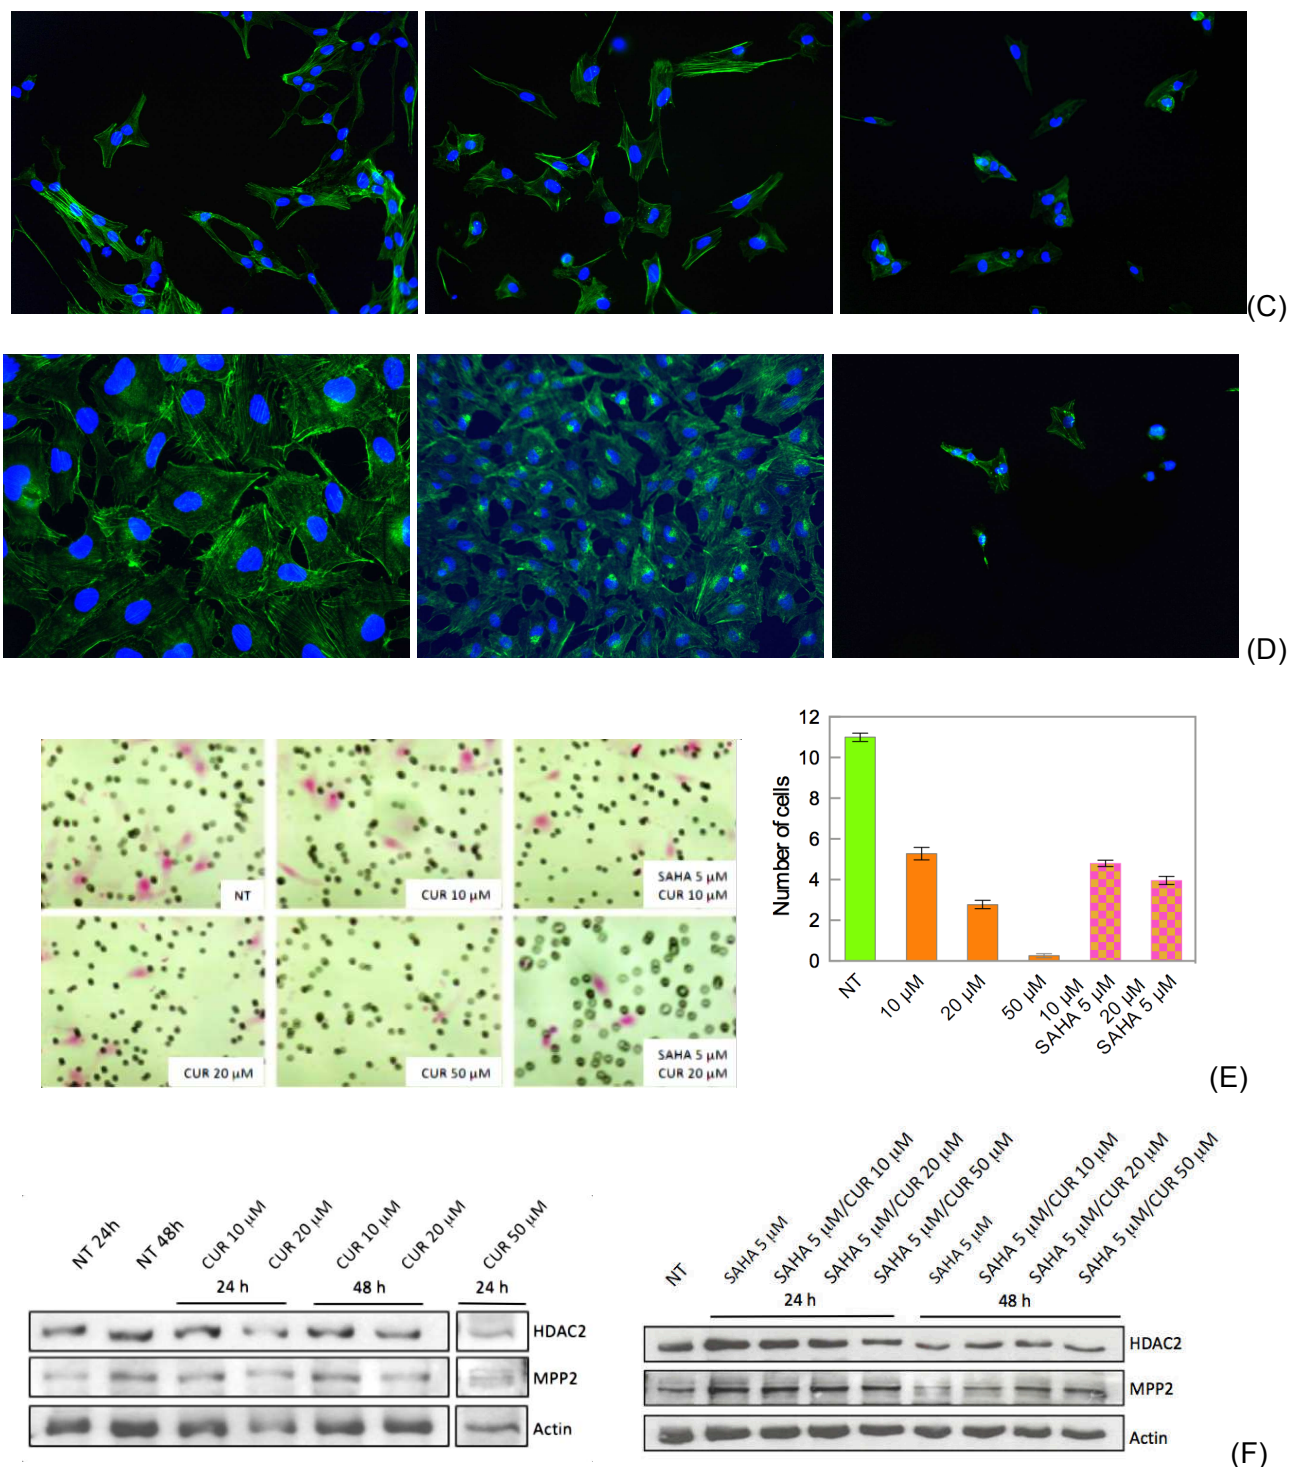 (C)
(D)
NT
CUR 10 µM
SAHA 5 µM
CUR 10 µM
CUR 20 µM
CUR 50 µM
SAHA 5 µM
CUR 20 µM
Number of cells
12
10
8
6
4
2
0
NT
10 µM
20 µM
50 µM
10 µM
SAHA 5 µM
20 µM
SAHA 5 µM
(E)
NT 24h
NT 48h
CUR 10 µM
CUR 20 µM
CUR 10 µM
CUR 20 µM
CUR 50 µM
24 h
48 h
24 h
HDAC2
MPP2
Actin
NT
SAHA 5 µM
SAHA 5 µM/CUR 10 µM
SAHA 5 µM/CUR 20 µM
SAHA 5 µM/CUR 50 µM
SAHA 5 µM
SAHA 5 µM/CUR 10 µM
SAHA 5 µM/CUR 20 µM
SAHA 5 µM/CUR 50 µM
24 h
48 h
HDAC2
MPP2
Actin
(F)